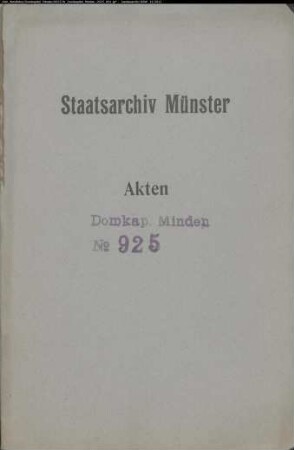 Staatsarchiv Münster
Akten
Domkap. Minden
№ 925